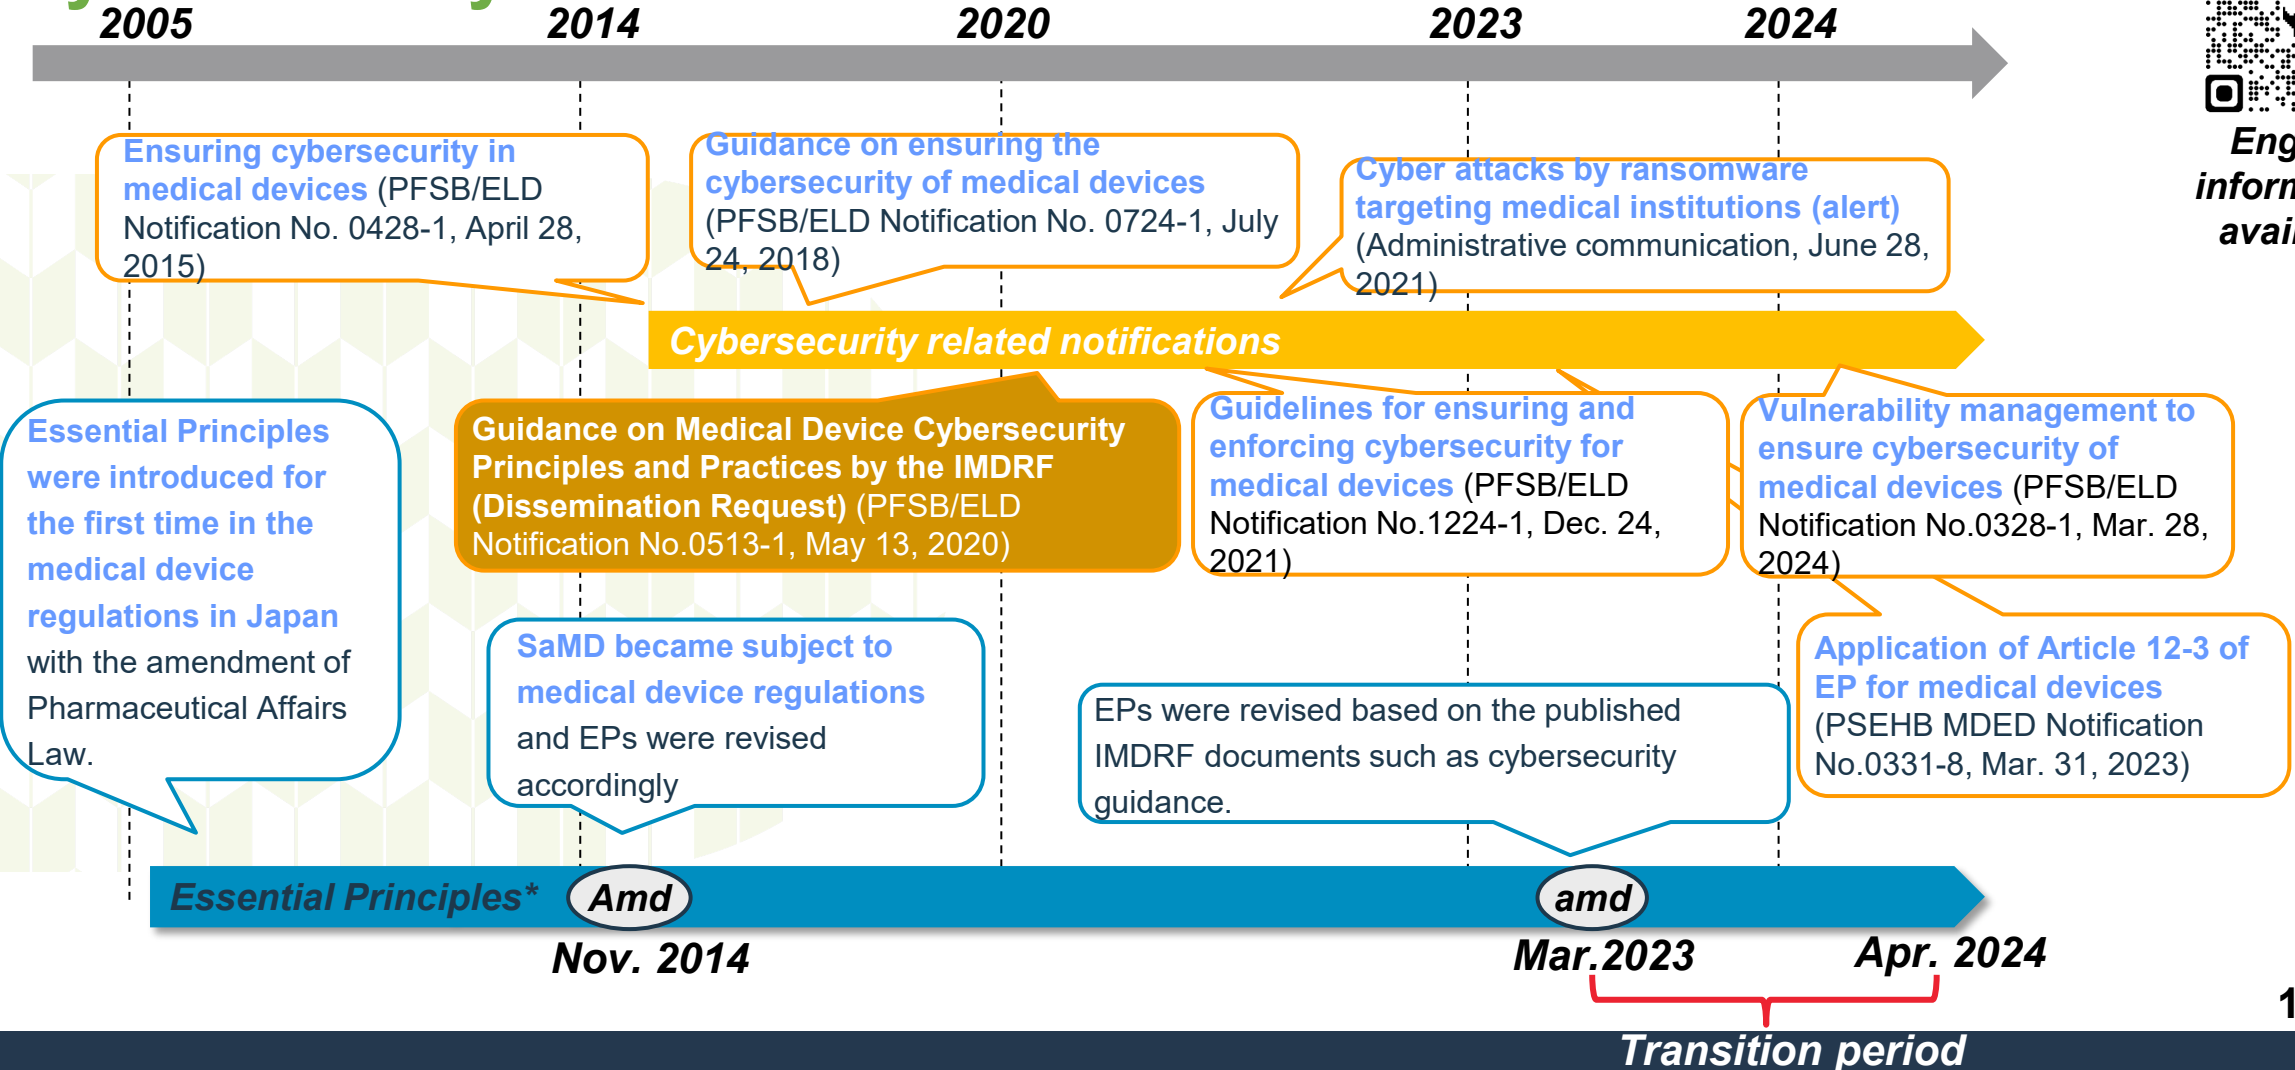 2005
2014
2020
2023
2024
Ensuring cybersecurity in
medical devices (PFSB/ELD
Notification No. 0428-1, April 28,
2015)
Guidance on ensuring the
cybersecurity of medical devices
(PFSB/ELD Notification No. 0724-1, July
24, 2018)
Cyber attacks by ransomware
targeting medical institutions (alert)
(Administrative communication, June 28,
2021)
Cybersecurity related notifications
Essential Principles
were introduced for
the first time in the
medical device
regulations in Japan
with the amendment of
Pharmaceutical Affairs
Law.
Guidance on Medical Device Cybersecurity
Principles and Practices by the IMDRF
(Dissemination Request) (PFSB/ELD
Notification No.0513-1, May 13, 2020)
Guidelines for ensuring and
enforcing cybersecurity for
medical devices (PFSB/ELD
Notification No.1224-1, Dec. 24,
2021)
Vulnerability management to
ensure cybersecurity of
medical devices (PFSB/ELD
Notification No.0328-1, Mar. 28,
2024)
SaMD became subject to
medical device regulations
and EPs were revised
accordingly
EPs were revised based on the published
IMDRF documents such as cybersecurity
guidance.
Application of Article 12-3 of
EP for medical devices
(PSEHB MDED Notification
No.0331-8, Mar. 31, 2023)
Essential Principles*
Amd
amd
Nov. 2014
Mar.2023
Apr. 2024
Transition period